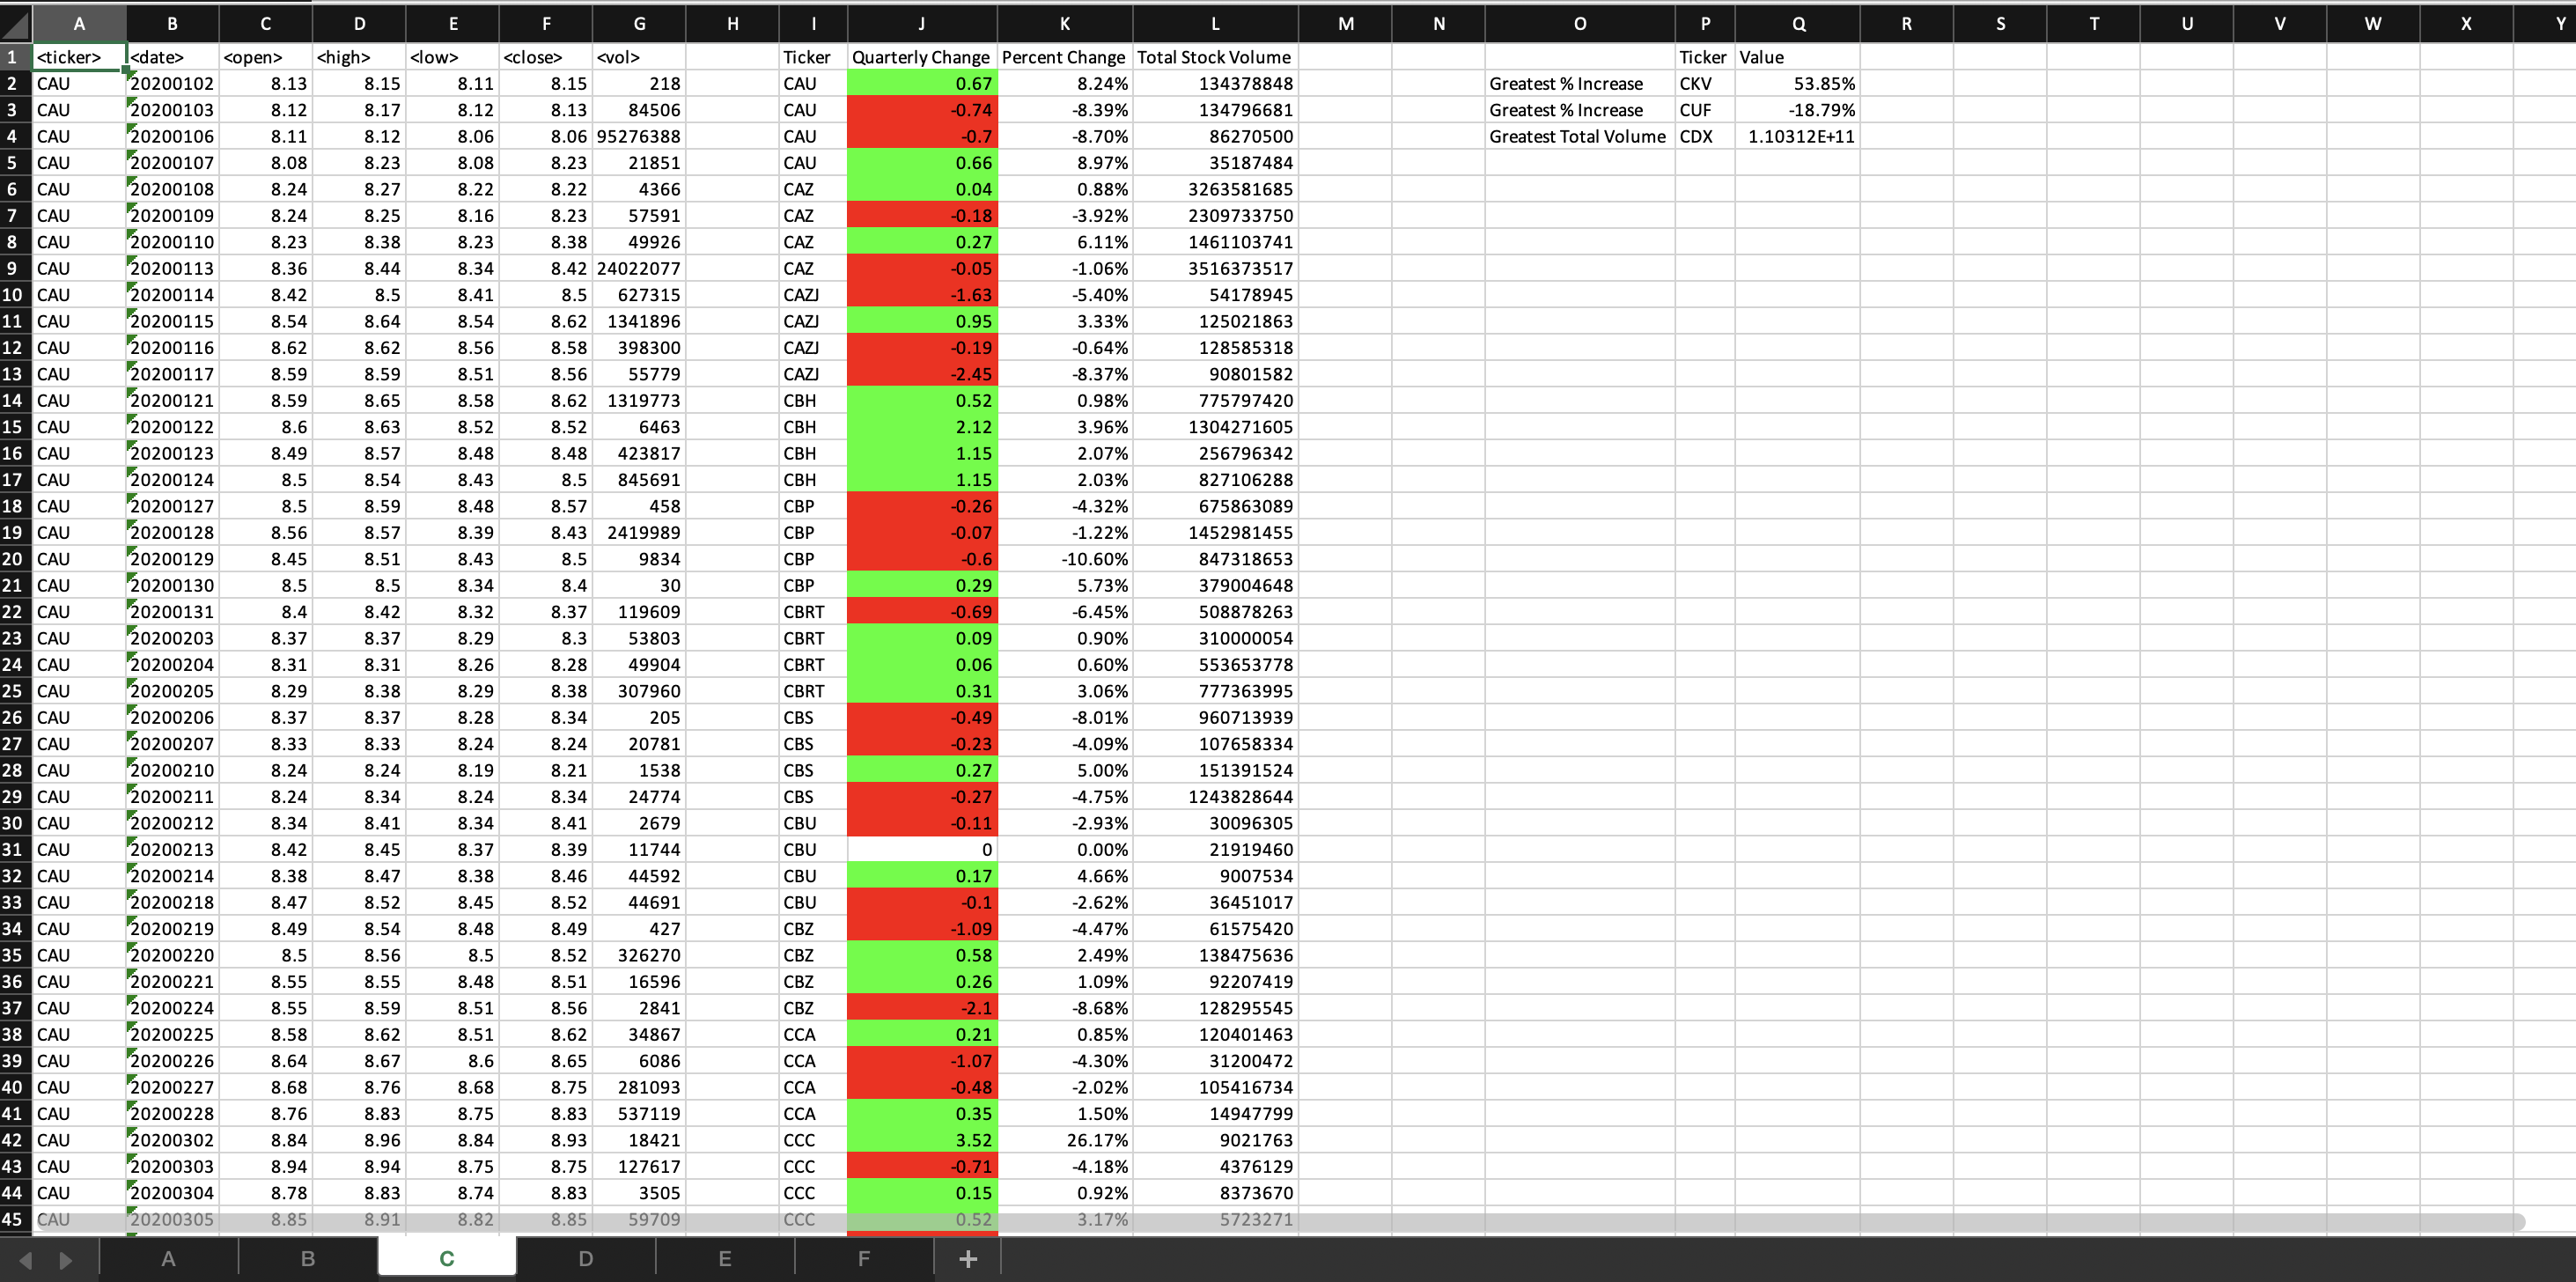 A B C D E F G H I J K L M N O P Q R S T U V W X Y
1 <ticker> <date> <open> <high> <low> <close> <vol> Ticker Quarterly Change Percent Change Total Stock Volume Ticker Value
2 CAU 20200102 8.13 8.15 8.11 8.15 218 CAU 0.67 8.24% 134378848 Greatest % Increase CKV 53.85%
3 CAU 20200103 8.12 8.17 8.12 8.13 84506 CAU -0.74 -8.39% 134796681 Greatest % Increase CUF -18.79%
4 CAU 20200106 8.11 8.12 8.06 8.06 95276388 CAU -0.7 -8.70% 86270500 Greatest Total Volume CDX 1.10312E+11
5 CAU 20200107 8.08 8.23 8.08 8.23 21851 CAU 0.66 8.97% 35187484
6 CAU 20200108 8.24 8.27 8.22 8.22 4366 CAZ 0.04 0.88% 3263581685
7 CAU 20200109 8.24 8.25 8.16 8.23 57591 CAZ -0.18 -3.92% 2309733750
8 CAU 20200110 8.23 8.38 8.23 8.38 49926 CAZ 0.27 6.11% 1461103741
9 CAU 20200113 8.36 8.44 8.34 8.42 24022077 CAZ -0.05 -1.06% 3516373517
10 CAU 20200114 8.42 8.5 8.41 8.5 627315 CAZJ -1.63 -5.40% 54178945
11 CAU 20200115 8.54 8.64 8.54 8.62 1341896 CAZJ 0.95 3.33% 125021863
12 CAU 20200116 8.62 8.62 8.56 8.58 398300 CAZJ -0.19 -0.64% 128585318
13 CAU 20200117 8.59 8.59 8.51 8.56 55779 CAZJ -2.45 -8.37% 90801582
14 CAU 20200121 8.59 8.65 8.58 8.62 1319773 CBH 0.52 0.98% 775797420
15 CAU 20200122 8.6 8.63 8.52 8.52 6463 CBH 2.12 3.96% 1304271605
16 CAU 20200123 8.49 8.57 8.48 8.48 423817 CBH 1.15 2.07% 256796342
17 CAU 20200124 8.5 8.54 8.43 8.5 845691 CBH 1.15 2.03% 827106288
18 CAU 20200127 8.5 8.59 8.48 8.57 458 CBP -0.26 -4.32% 675863089
19 CAU 20200128 8.56 8.57 8.39 8.43 2419989 CBP -0.07 -1.22% 1452981455
20 CAU 20200129 8.45 8.51 8.43 8.5 9834 CBP -0.6 -10.60% 847318653
21 CAU 20200130 8.5 8.5 8.34 8.4 30 CBP 0.29 5.73% 379004648
22 CAU 20200131 8.4 8.42 8.32 8.37 119609 CBRT -0.69 -6.45% 508878263
23 CAU 20200203 8.37 8.37 8.29 8.3 53803 CBRT 0.09 0.90% 310000054
24 CAU 20200204 8.31 8.31 8.26 8.28 49904 CBRT 0.06 0.60% 553653778
25 CAU 20200205 8.29 8.38 8.29 8.38 307960 CBRT 0.31 3.06% 777363995
26 CAU 20200206 8.37 8.37 8.28 8.34 205 CBS -0.49 -8.01% 960713939
27 CAU 20200207 8.33 8.33 8.24 8.24 20781 CBS -0.23 -4.09% 107658334
28 CAU 20200210 8.24 8.24 8.19 8.21 1538 CBS 0.27 5.00% 151391524
29 CAU 20200211 8.24 8.34 8.24 8.34 24774 CBS -0.27 -4.75% 1243828644
30 CAU 20200212 8.34 8.41 8.34 8.41 2679 CBU -0.11 -2.93% 30096305
31 CAU 20200213 8.42 8.45 8.37 8.39 11744 CBU 0 0.00% 21919460
32 CAU 20200214 8.38 8.47 8.38 8.46 44592 CBU 0.17 4.66% 9007534
33 CAU 20200218 8.47 8.52 8.45 8.52 44691 CBU -0.1 -2.62% 36451017
34 CAU 20200219 8.49 8.54 8.48 8.49 427 CBZ -1.09 -4.47% 61575420
35 CAU 20200220 8.5 8.56 8.5 8.52 326270 CBZ 0.58 2.49% 138475636
36 CAU 20200221 8.55 8.55 8.48 8.51 16596 CBZ 0.26 1.09% 92207419
37 CAU 20200224 8.55 8.59 8.51 8.56 2841 CBZ -2.1 -8.68% 128295545
38 CAU 20200225 8.58 8.62 8.51 8.62 34867 CCA 0.21 0.85% 120401463
39 CAU 20200226 8.64 8.67 8.6 8.65 6086 CCA -1.07 -4.30% 31200472
40 CAU 20200227 8.68 8.76 8.68 8.75 281093 CCA -0.48 -2.02% 105416734
41 CAU 20200228 8.76 8.83 8.75 8.83 537119 CCA 0.35 1.50% 14947799
42 CAU 20200302 8.84 8.96 8.84 8.93 18421 CCC 3.52 26.17% 9021763
43 CAU 20200303 8.94 8.94 8.75 8.75 127617 CCC -0.71 -4.18% 4376129
44 CAU 20200304 8.78 8.83 8.74 8.83 3505 CCC 0.15 0.92% 8373670
45 CAU 20200305 8.85 8.91 8.82 8.85 59709 CCC 0.52 3.17% 5723271
A B C D E F +